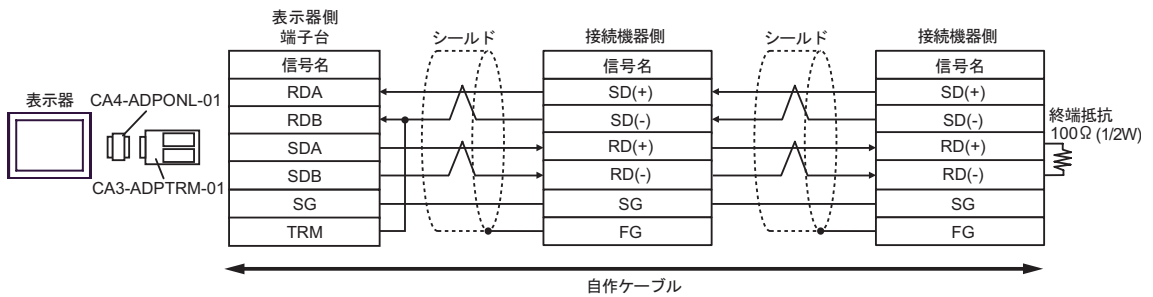 表示器側
端子台
シールド
接続機器側
シールド
接続機器側
信号名
信号名
信号名
RDA
SD(+)
SD(+)
表示器
CA4-ADPONL-01
RDB
SD(-)
SD(-)
終端抵抗
100Ω (1/2W)
SDA
RD(+)
RD(+)
CA3-ADPTRM-01
SDB
RD(-)
RD(-)
SG
SG
SG
TRM
FG
FG
自作ケーブル